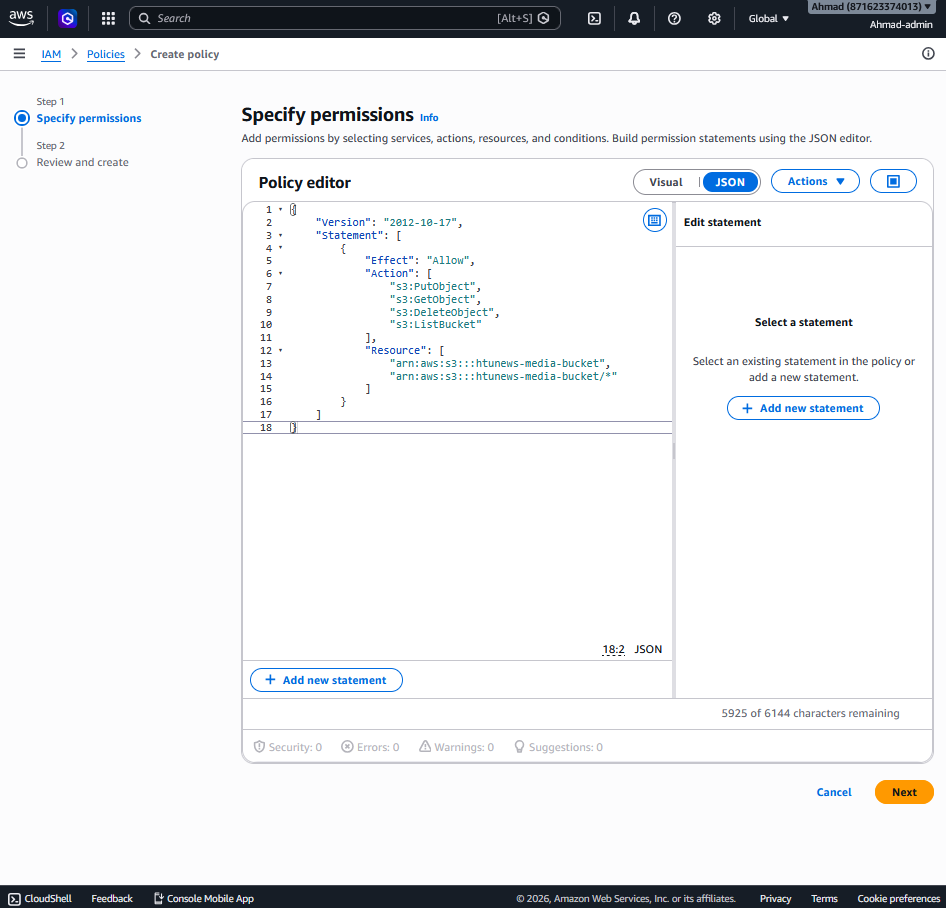 aws
Search [Alt+S]
Global
Ahmad (871623374013)
Ahmad-admin
IAM > Policies > Create policy
Step 1
Specify permissions
Step 2
Review and create
Specify permissions Info
Add permissions by selecting services, actions, resources, and conditions. Build permission statements using the JSON editor.
Policy editor
Visual | JSON
Actions
1 {
2     "Version": "2012-10-17",
3     "Statement": [
4         {
5             "Effect": "Allow",
6             "Action": [
7                 "s3:PutObject",
8                 "s3:GetObject",
9                 "s3:DeleteObject",
10                 "s3:ListBucket"
11             ],
12             "Resource": [
13                 "arn:aws:s3:::htunews-media-bucket",
14                 "arn:aws:s3:::htunews-media-bucket/*"
15             ]
16         }
17     ]
18 }
18:2 JSON
+ Add new statement
Edit statement
Select a statement
Select an existing statement in the policy or
add a new statement.
+ Add new statement
5925 of 6144 characters remaining
Security: 0 Errors: 0 Warnings: 0 Suggestions: 0
Cancel Next
CloudShell Feedback Console Mobile App © 2026, Amazon Web Services, Inc. or its affiliates. Privacy Terms Cookie preferences